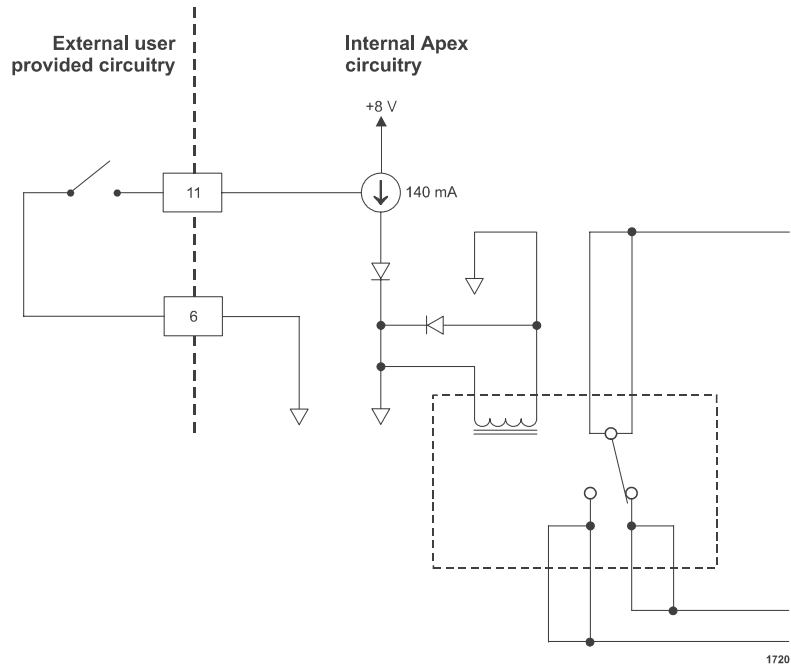 External user
provided circuitry
Internal Apex
circuitry
+8 V
11
140 mA
6
1720